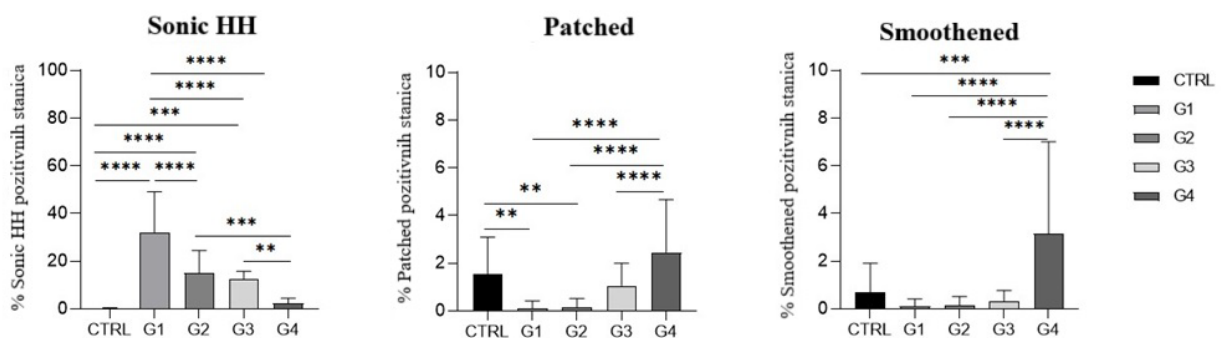 Sonic HH
% Sonic HH pozitivnih stanica
100
80
60
40
20
0
****
****
***
****
**** ****
***
**
CTRL G1 G2 G3 G4
Patched
% Patched pozitivnih stanica
10
8
6
4
2
0
****
****
****
**
**
CTRL G1 G2 G3 G4
Smoothened
% Smoothened pozitivnih stanica
10
8
6
4
2
0
***
****
****
****
CTRL G1 G2 G3 G4
CTRL
G1
G2
G3
G4